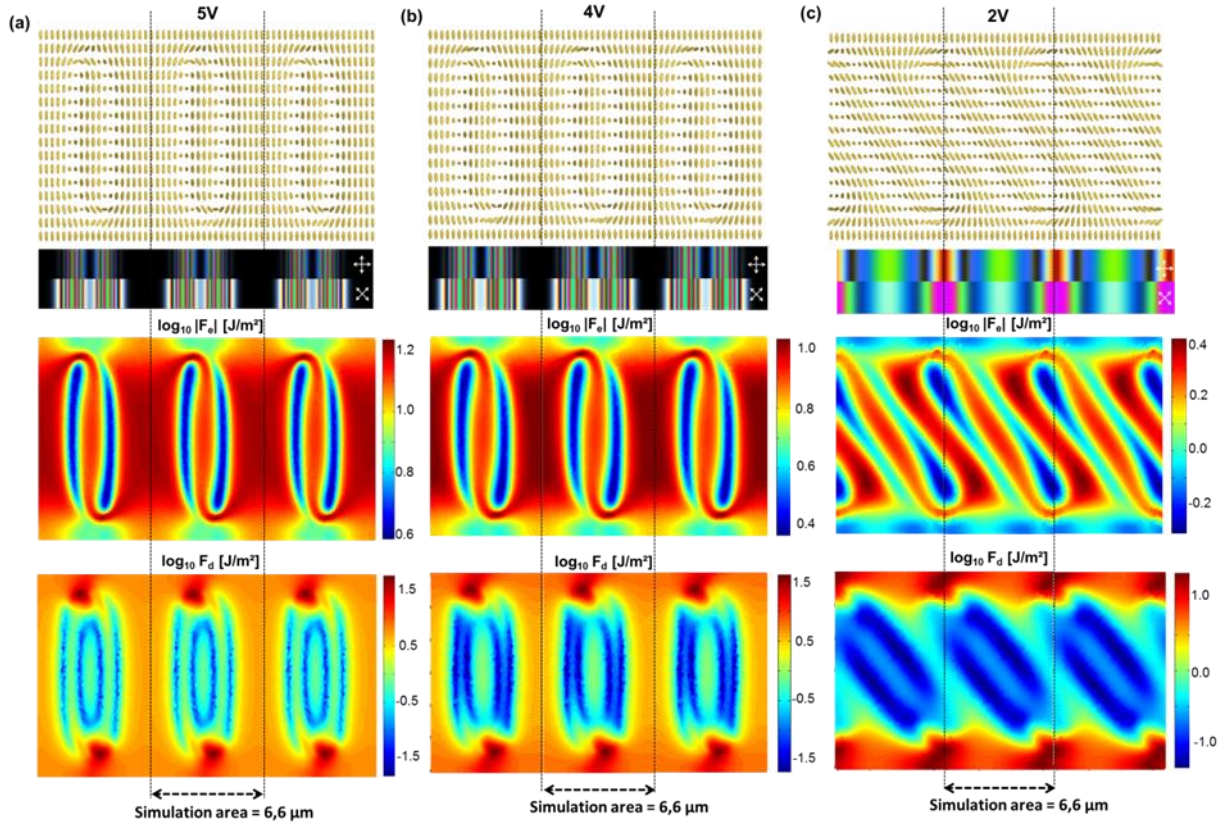 (a) 5V (b) 4V (c) 2V
log₁₀ |Fₑ| [J/m²] log₁₀ |Fₑ| [J/m²] log₁₀ |Fₑ| [J/m²]
1.2 1.0 0.4
1.0 0.8 0.2
0.8 0.6 0.0
0.6 0.4 -0.2
log₁₀ F_d [J/m²] log₁₀ F_d [J/m²] log₁₀ F_d [J/m²]
1.5 1.5 1.0
0.5 0.5 0.0
-0.5 -0.5 -1.0
-1.5 -1.5
Simulation area = 6,6 µm Simulation area = 6,6 µm Simulation area = 6,6 µm